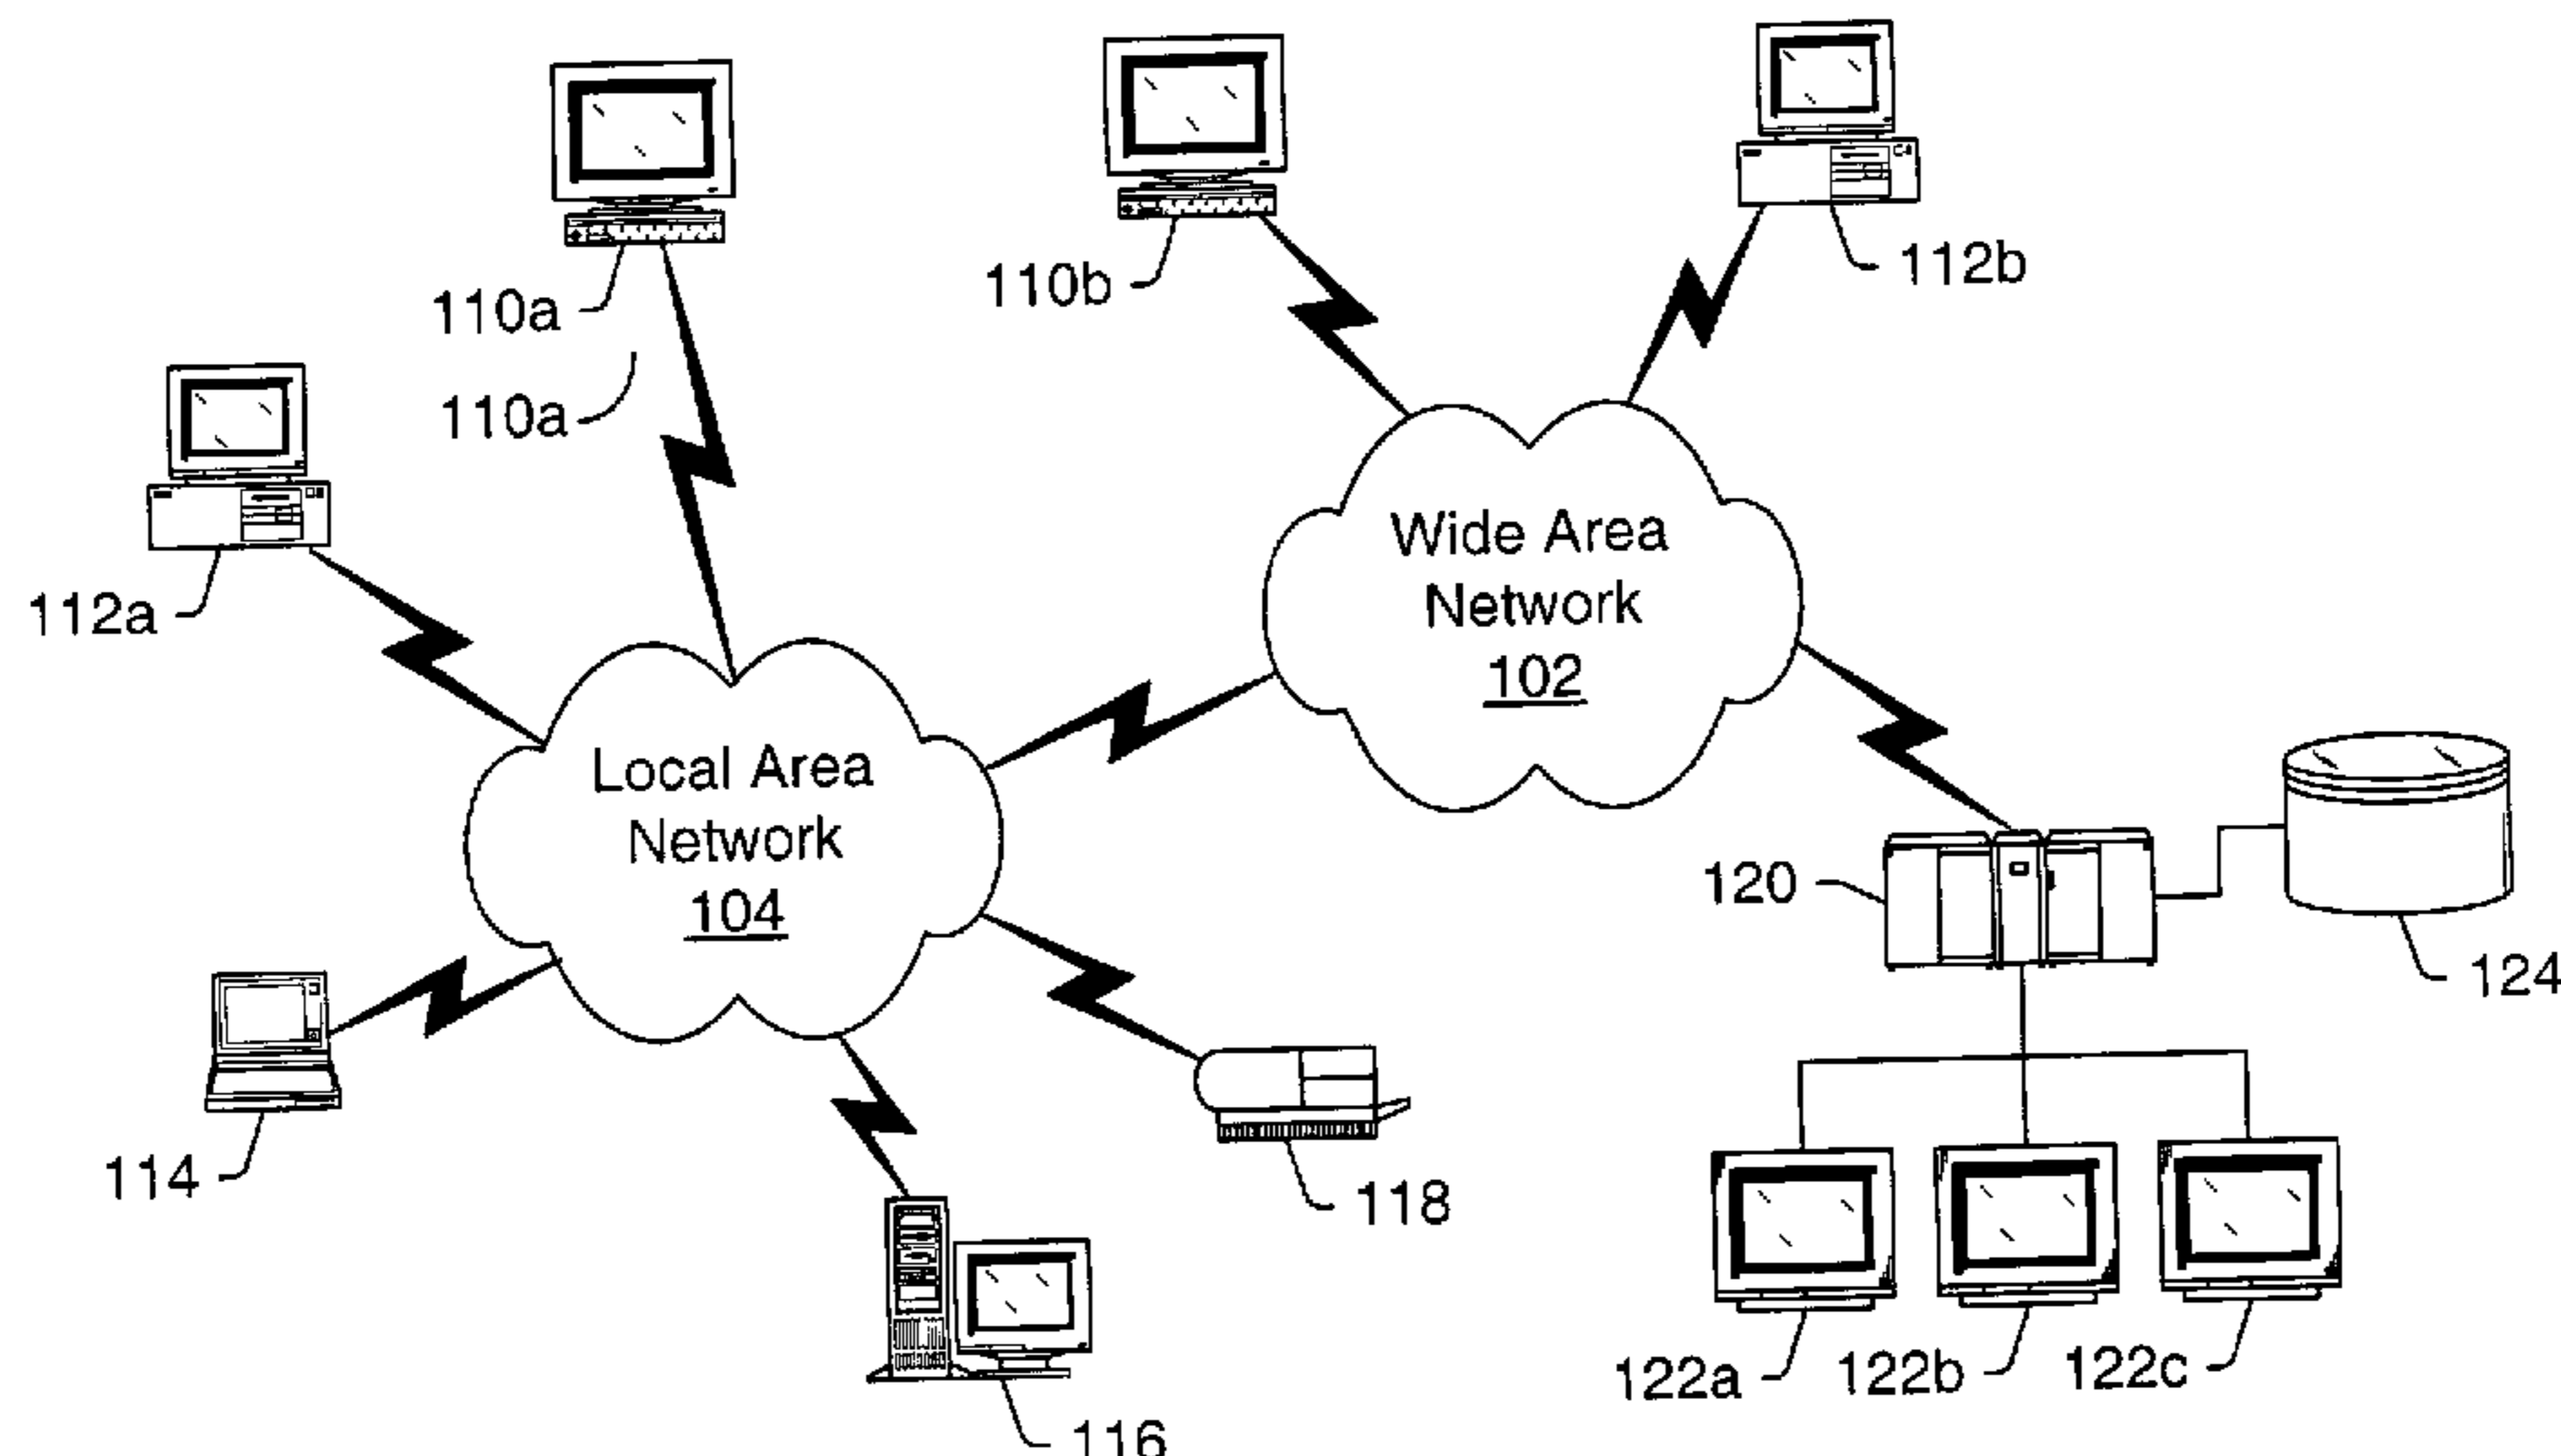 110a
110b
112b
110a
112a
Wide Area
Network
102
Local Area
Network
104
120
124
114
118
122a
122b
122c
116